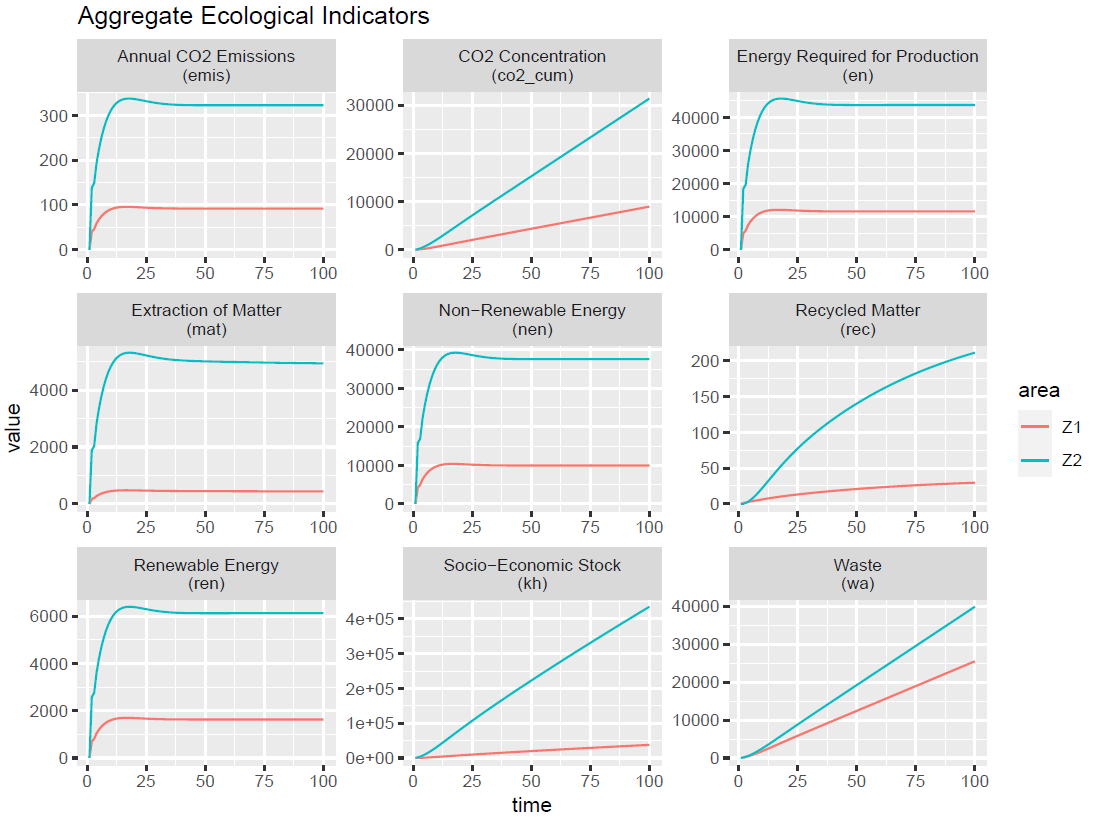 Aggregate Ecological Indicators
Annual CO2 Emissions
(emis)
CO2 Concentration
(co2_cum)
Energy Required for Production
(en)
300
200
100
0
0 25 50 75 100
30000
20000
10000
0
0 25 50 75 100
40000
30000
20000
10000
0
0 25 50 75 100
Extraction of Matter
(mat)
Non−Renewable Energy
(nen)
Recycled Matter
(rec)
4000
2000
0
0 25 50 75 100
40000
30000
20000
10000
0
0 25 50 75 100
200
150
100
50
0
0 25 50 75 100
Renewable Energy
(ren)
Socio−Economic Stock
(kh)
Waste
(wa)
6000
4000
2000
0
0 25 50 75 100
4e+05
3e+05
2e+05
1e+05
0e+00
0 25 50 75 100
40000
30000
20000
10000
0
0 25 50 75 100
value
time
area
Z1
Z2